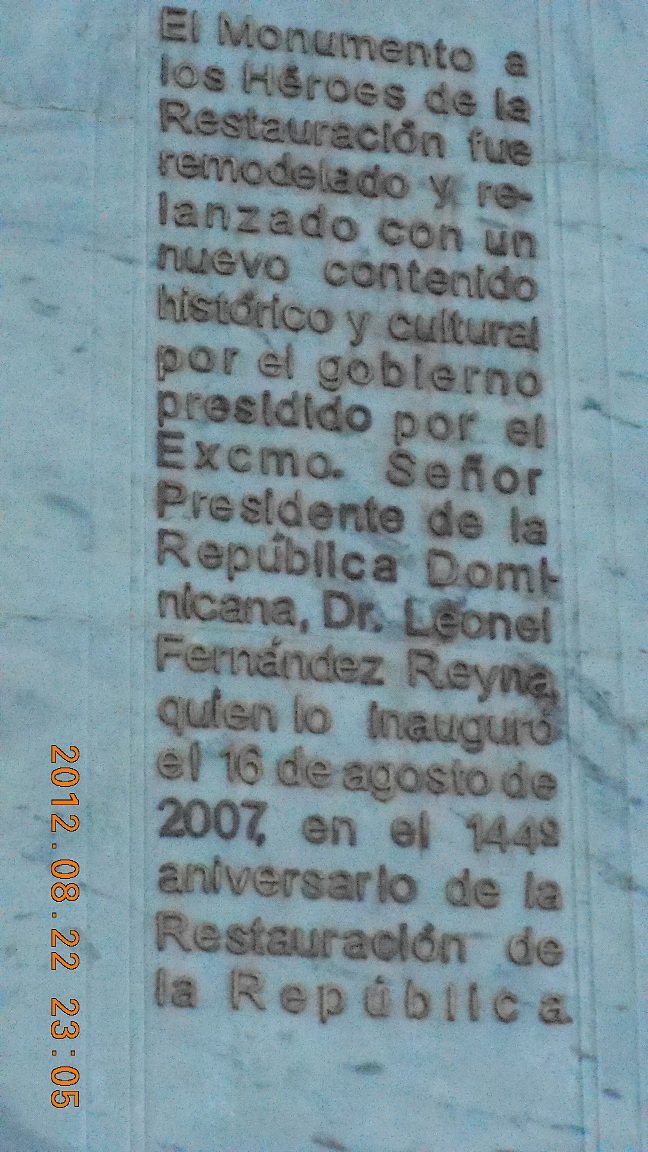 El Monumento a
los Héroes de la
Restauración fue
remodelado y re-
lanzado con un
nuevo contenido
histórico y cultural
por el gobierno
presidido por el
Excmo. Señor
Presidente de la
República Domi-
nicana, Dr. Leonel
Fernández Reyna,
quien lo inauguró
el 16 de agosto de
2007, en el 144º
aniversario de la
Restauración de
la República
2012.08.22 23:05